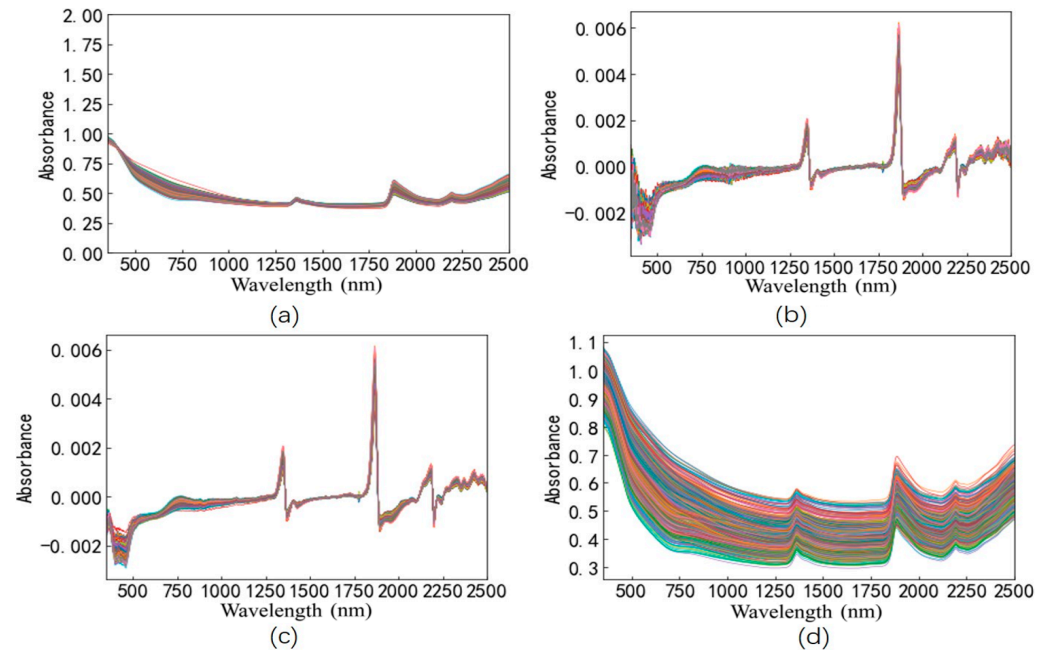 2. 00
1. 75
1. 50
1. 25
1. 00
0. 75
0. 50
0. 25
0. 00
Absorbance
500 750 1000 1250 1500 1750 2000 2250 2500
Wavelength (nm)
(a)
0. 006
0. 004
0. 002
0. 000
−0. 002
Absorbance
500 750 1000 1250 1500 1750 2000 2250 2500
Wavelength (nm)
(b)
0. 006
0. 004
0. 002
0. 000
−0. 002
Absorbance
500 750 1000 1250 1500 1750 2000 2250 2500
Wavelength (nm)
(c)
1. 1
1. 0
0. 9
0. 8
0. 7
0. 6
0. 5
0. 4
0. 3
Absorbance
500 750 1000 1250 1500 1750 2000 2250 2500
Wavelength (nm)
(d)